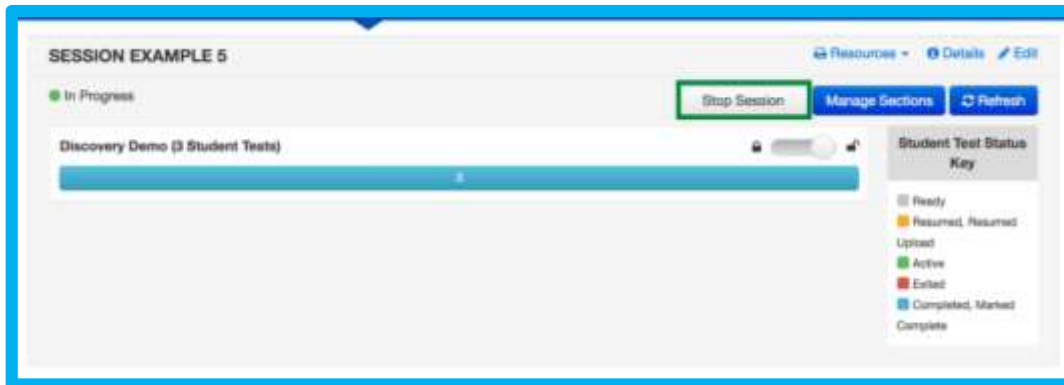 SESSION EXAMPLE 5
Resources
Details
Edit
In Progress
Stop Session
Manage Sections
Refresh
Discovery Demo (3 Student Tests)
Student Test Status
Key
Ready
Resumed, Resumed
Upload
Active
Exited
Completed, Marked
Complete